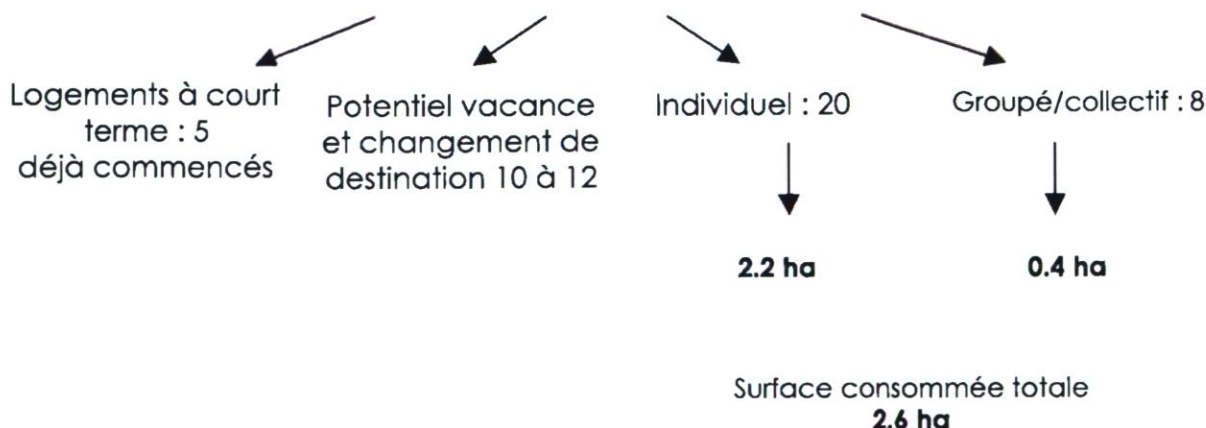 Logements à court
terme : 5
déjà commencés
Potentiel vacance
et changement de
destination 10 à 12
Individuel : 20
Groupé/collectif : 8
2.2 ha
0.4 ha
Surface consommée totale
2.6 ha